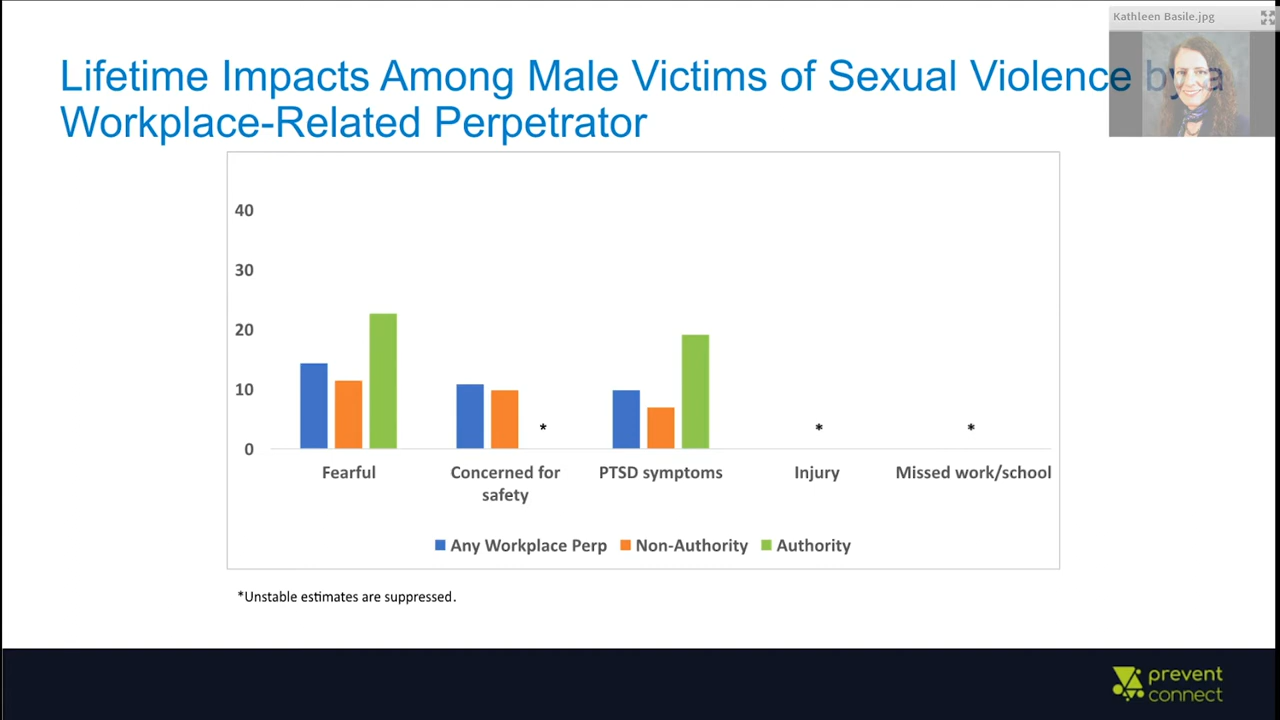 Kathleen Basile.jpg
Lifetime Impacts Among Male Victims of Sexual Violence by a
Workplace-Related Perpetrator
40
30
20
10
0
*
*
*
Fearful
Concerned for
safety
PTSD symptoms
Injury
Missed work/school
Any Workplace Perp
Non-Authority
Authority
*Unstable estimates are suppressed.
prevent
connect